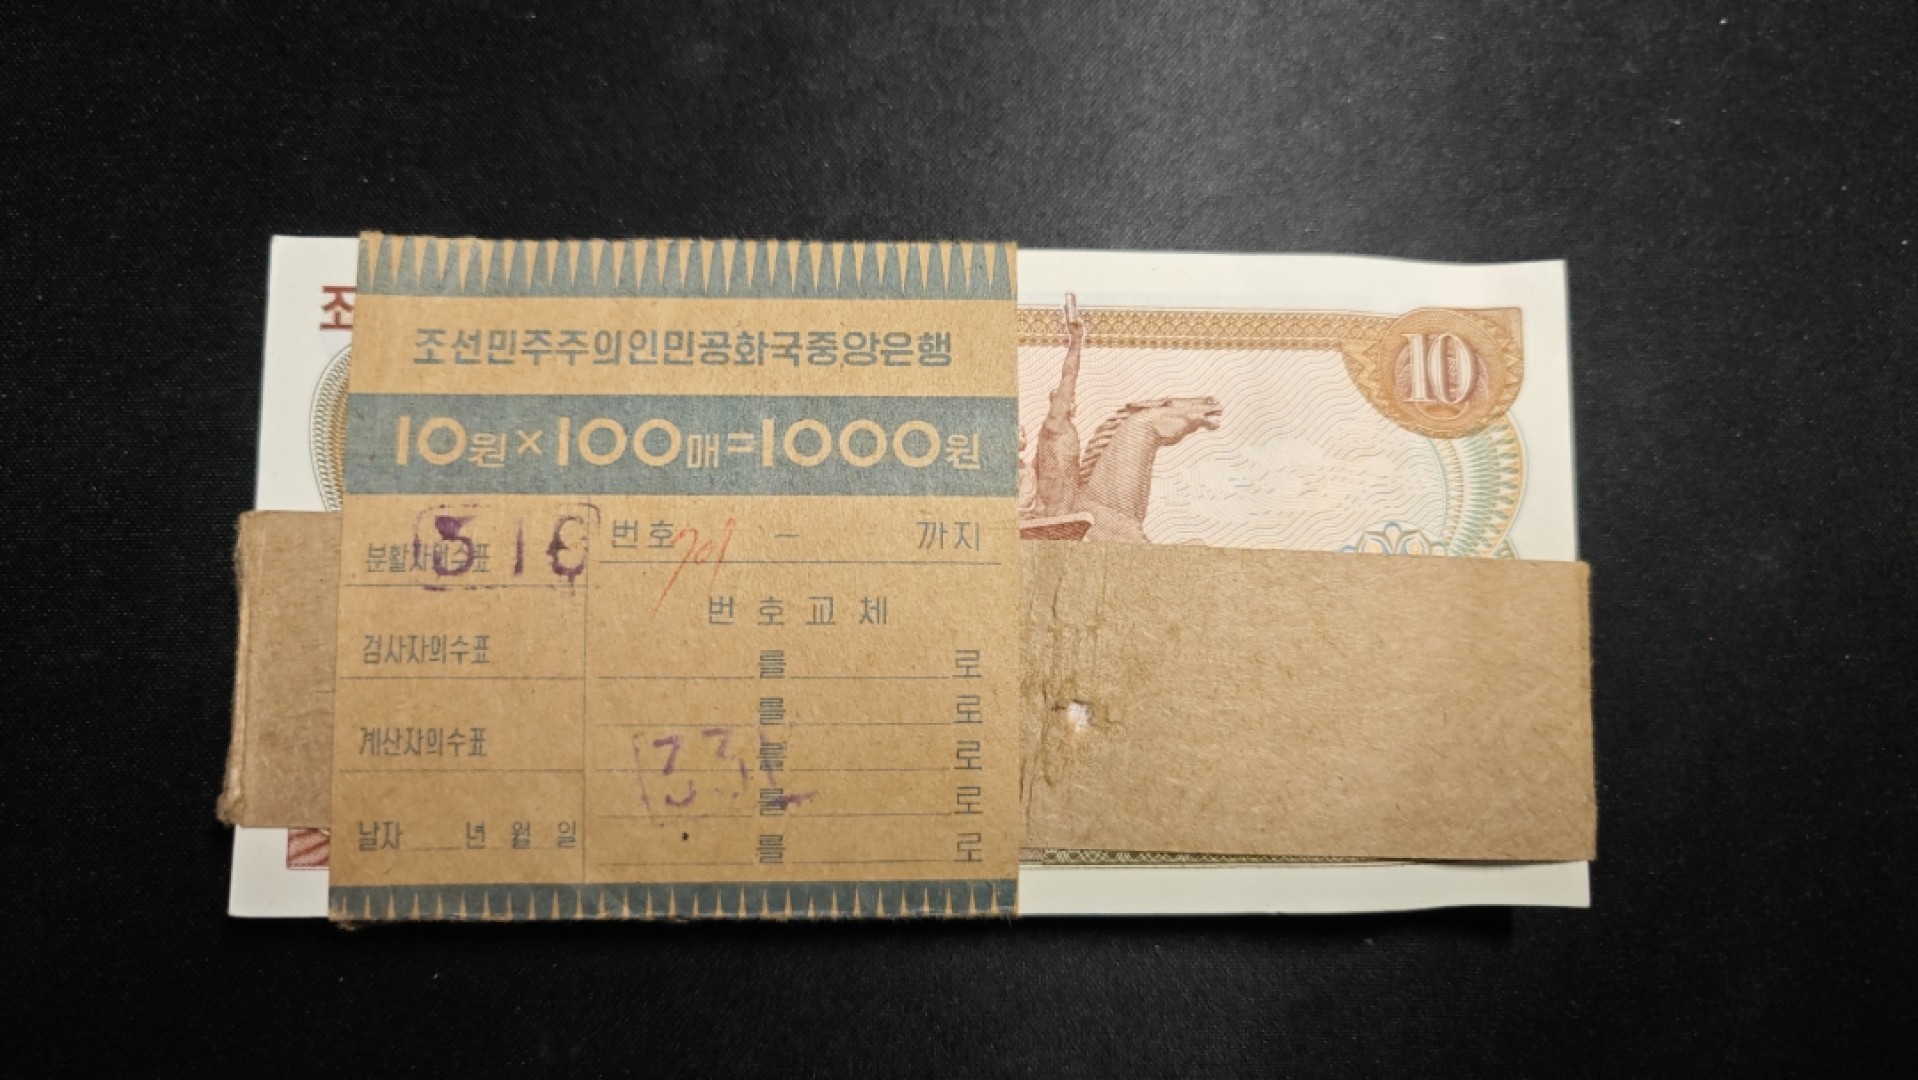 조선민주주의인민공화국중앙은행
10원×100매=1000원
분활자의수표
번호 701 – 까지
번호교체
검사자의수표
를 로
를 로
계산자의수표
를 로
를 로
날자 년 월 일
를 로
10